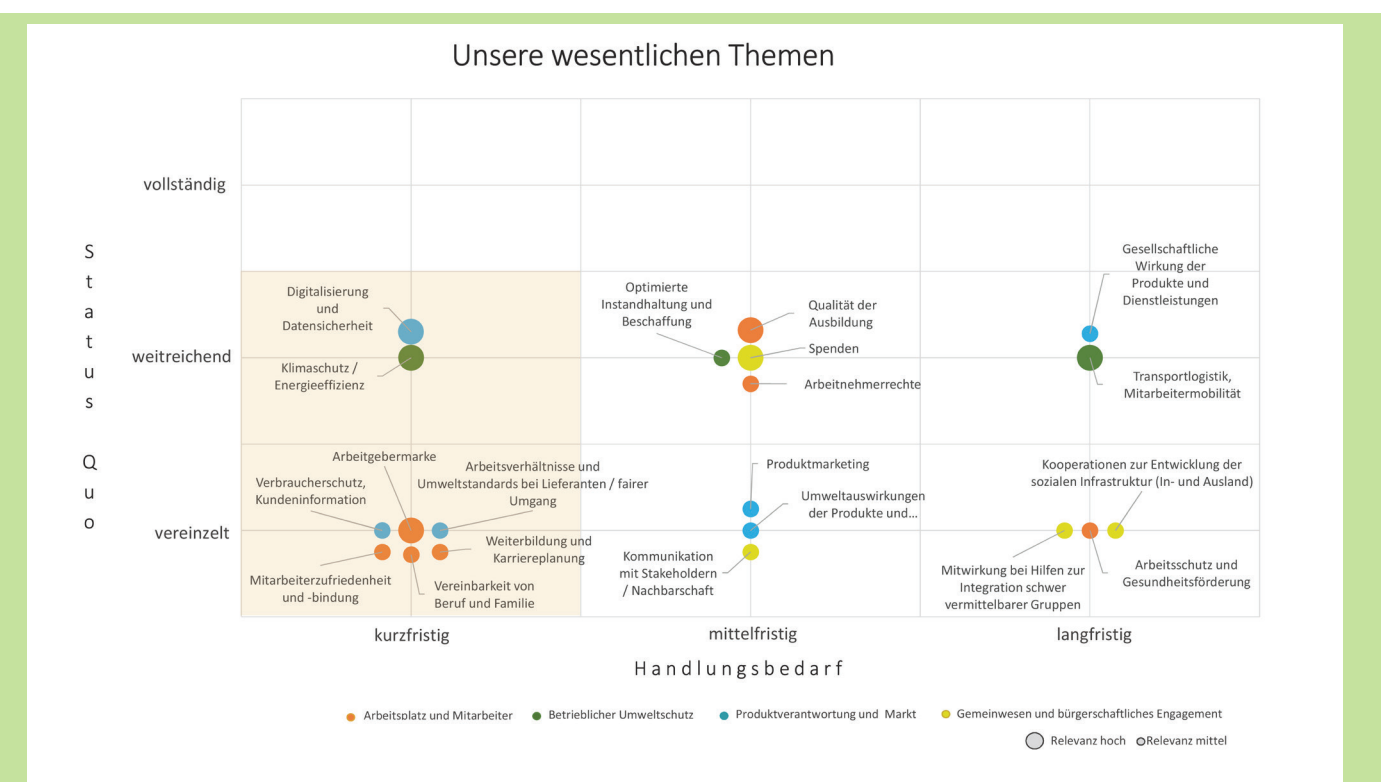 Unsere wesentlichen Themen
Status Quo
vollständig
weitreichend
vereinzelt
Digitalisierung
und
Datensicherheit
Klimaschutz /
Energieeffizienz
Optimierte
Instandhaltung und
Beschaffung
Qualität der
Ausbildung
Spenden
Arbeitnehmerrechte
Gesellschaftliche
Wirkung der
Produkte und
Dienstleistungen
Transportlogistik,
Mitarbeitermobilität
Arbeitgebermarke
Verbraucherschutz,
Kundeninformation
Arbeitsverhältnisse und
Umweltstandards bei Lieferanten / fairer
Umgang
Weiterbildung und
Karriereplanung
Mitarbeiterzufriedenheit
und -bindung
Vereinbarkeit von
Beruf und Familie
Produktmarketing
Umweltauswirkungen
der Produkte und...
Kommunikation
mit Stakeholdern
/ Nachbarschaft
Kooperationen zur Entwicklung der
sozialen Infrastruktur (In- und Ausland)
Mitwirkung bei Hilfen zur
Integration schwer
vermittelbarer Gruppen
Arbeitsschutz und
Gesundheitsförderung
kurzfristig
mittelfristig
langfristig
Handlungsbedarf
Arbeitsplatz und Mitarbeiter
Betrieblicher Umweltschutz
Produktverantwortung und Markt
Gemeinwesen und bürgerschaftliches Engagement
Relevanz hoch
Relevanz mittel